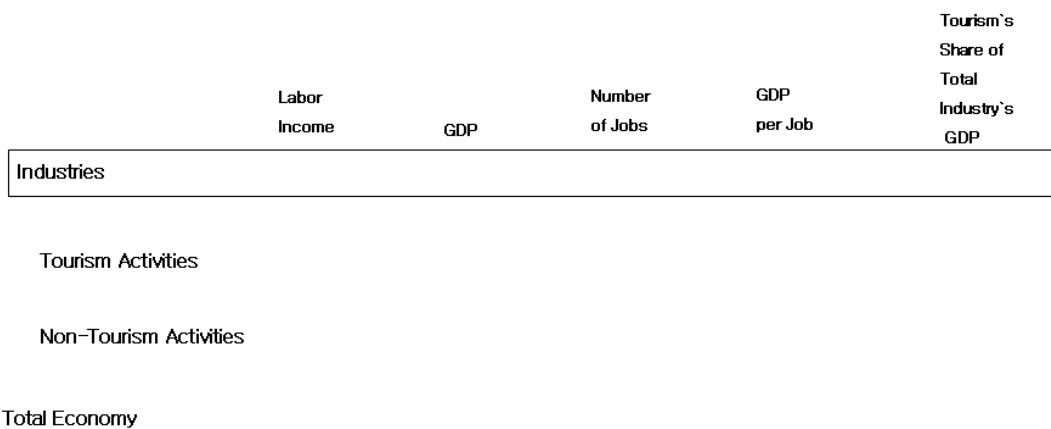 Tourism`s
Share of
Total
Labor Number GDP Industry`s
Income GDP of Jobs per Job GDP
Industries
Tourism Activities
Non-Tourism Activities
Total Economy